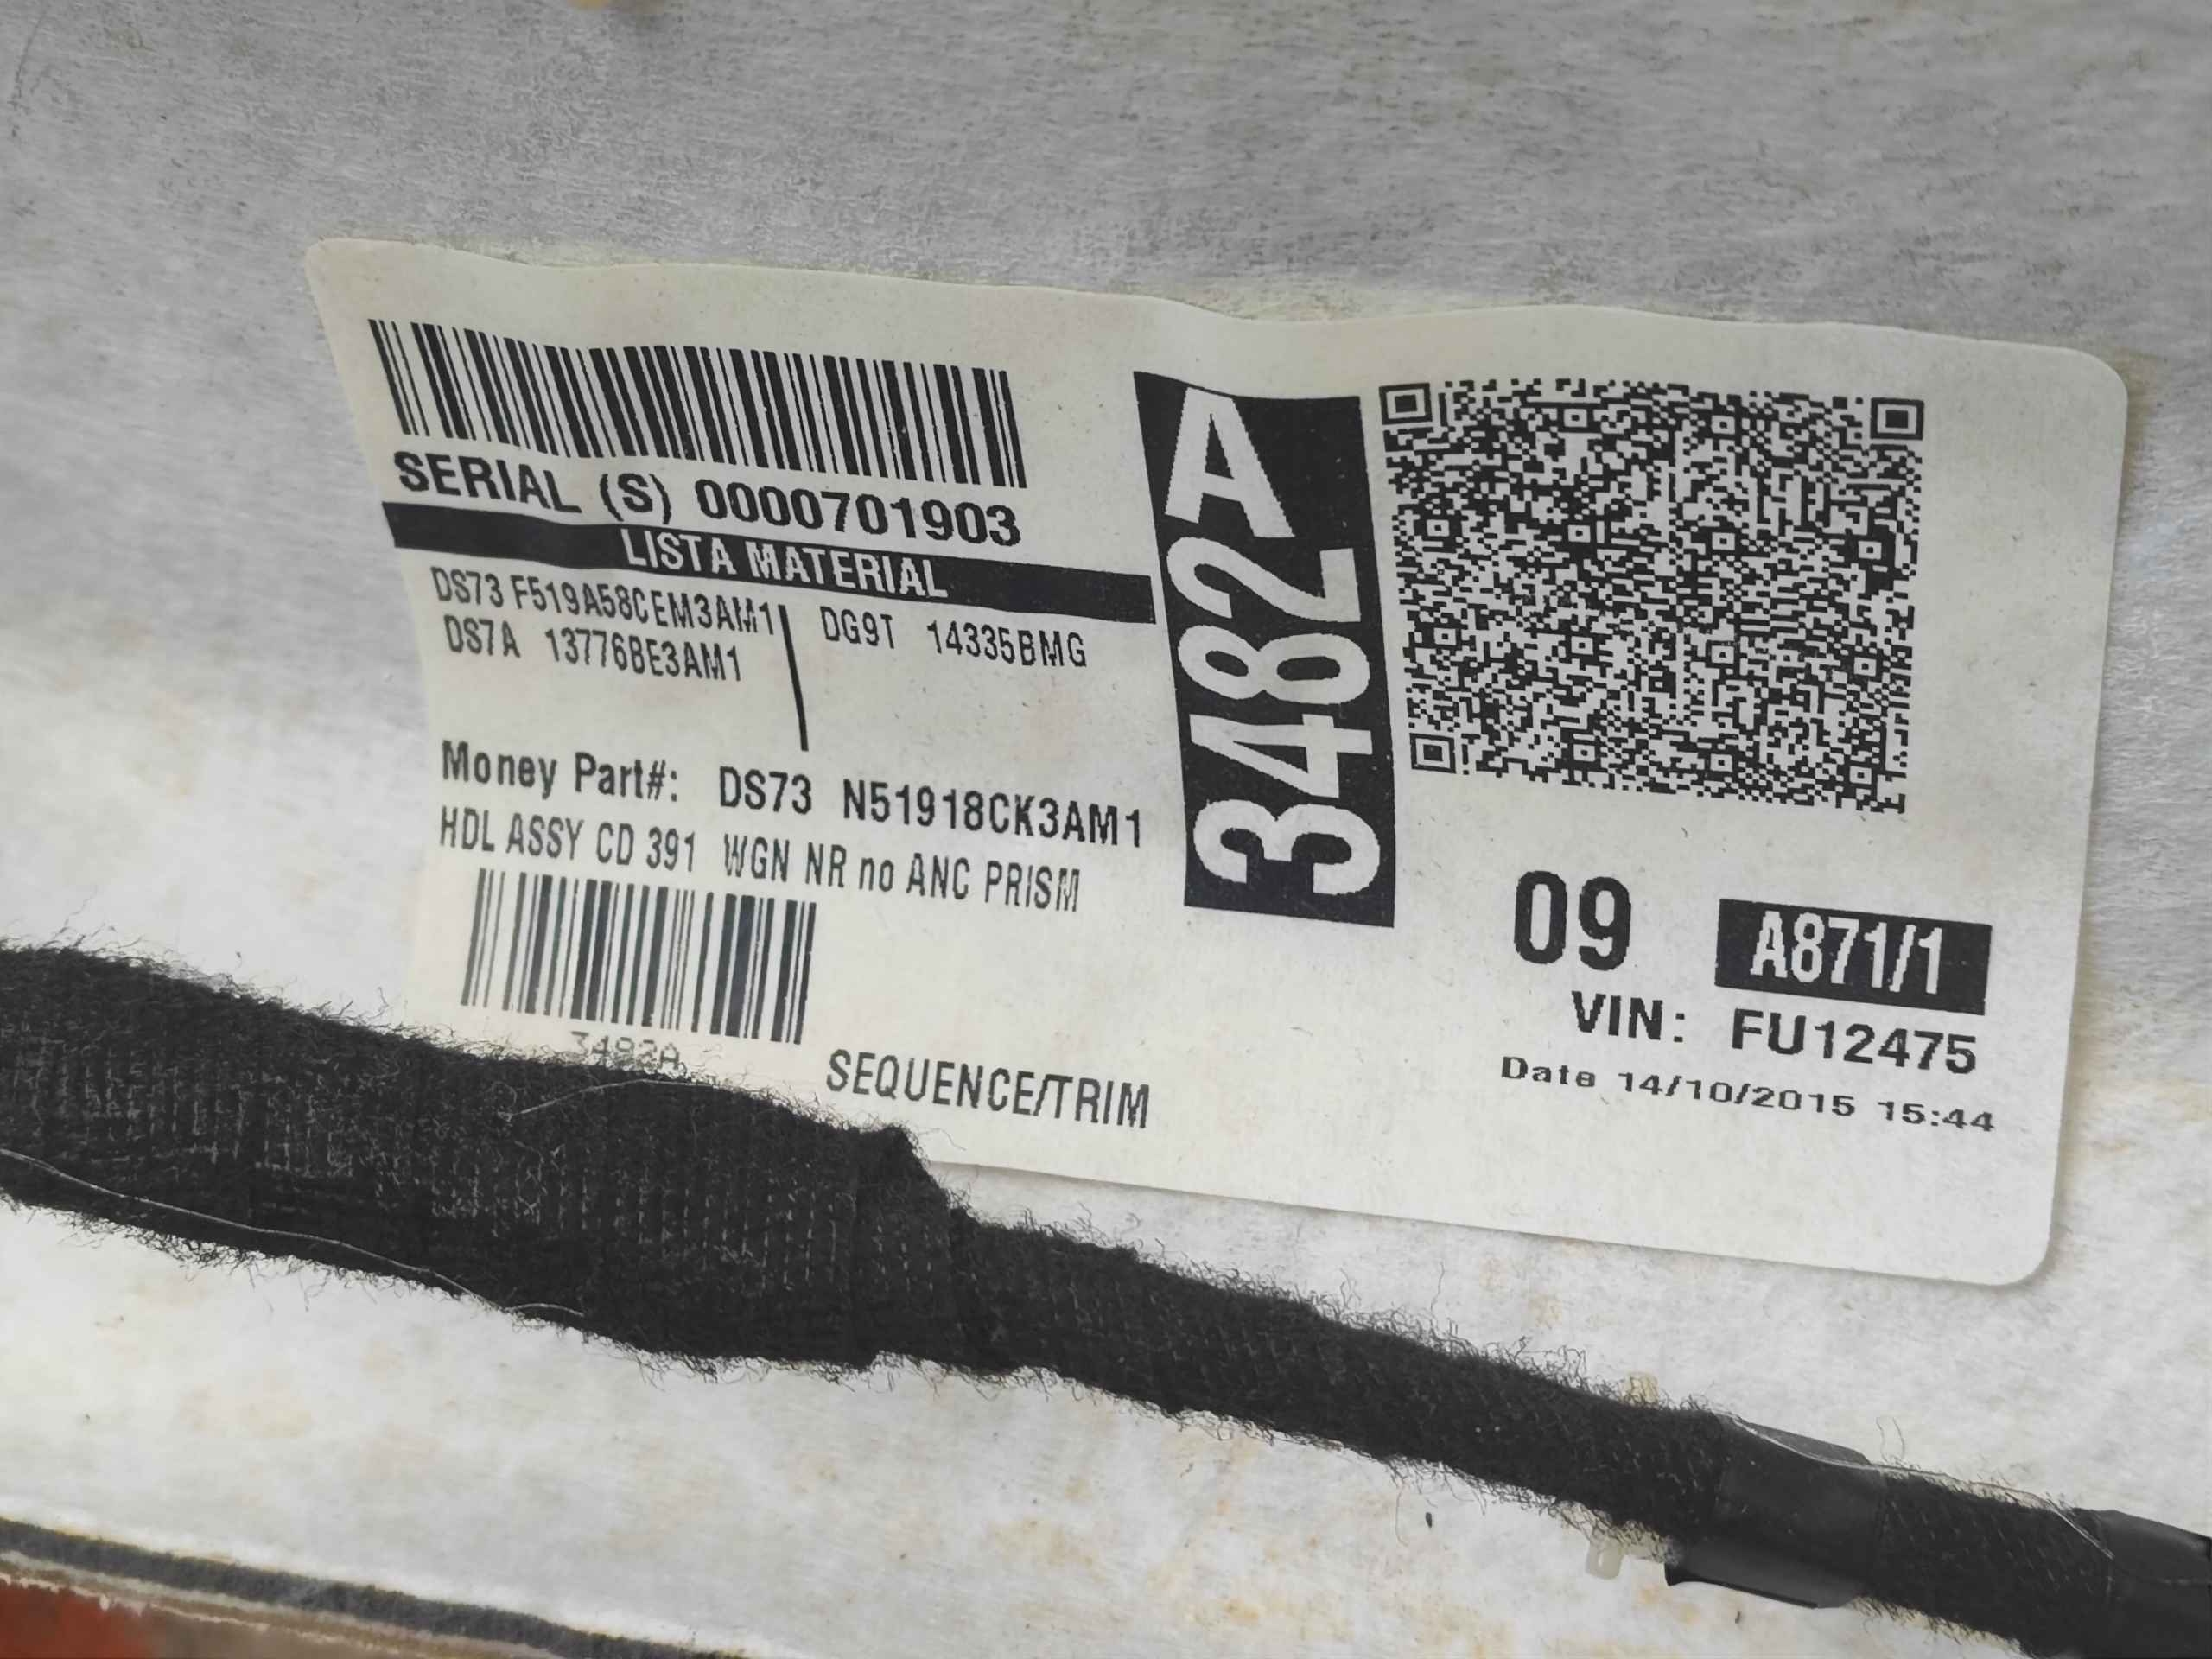 SERIAL (S) 0000701903
LISTA MATERIAL
DS73 F519A58CEM3AM1
DS7A 13776BE3AM1
DG9T 14335BMG
Money Part#: DS73 N51918CK3AM1
HDL ASSY CD 391 WGN NR no ANC PRISM
3482A
SEQUENCE/TRIM
3482A
09 A871/1
VIN: FU12475
Date 14/10/2015 15:44